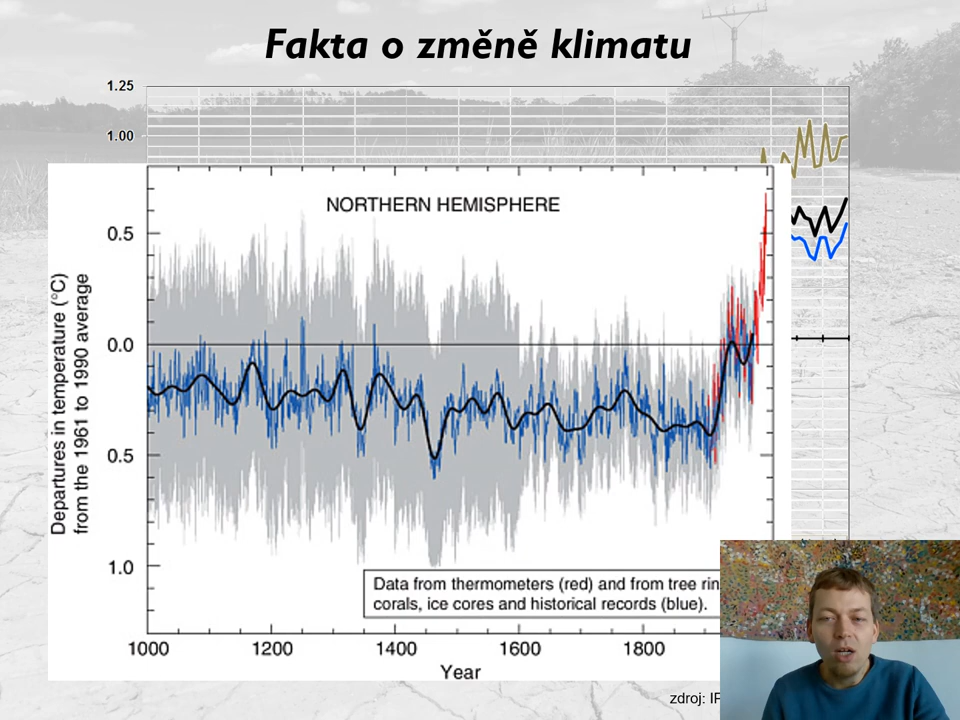 Fakta o změně klimatu
1.25
1.00
NORTHERN HEMISPHERE
0.5
0.0
0.5
1.0
Departures in temperature (°C)
from the 1961 to 1990 average
Data from thermometers (red) and from tree
corals, ice cores and historical records (blue).
1000
1200
1400
1600
1800
Year
zdroj: